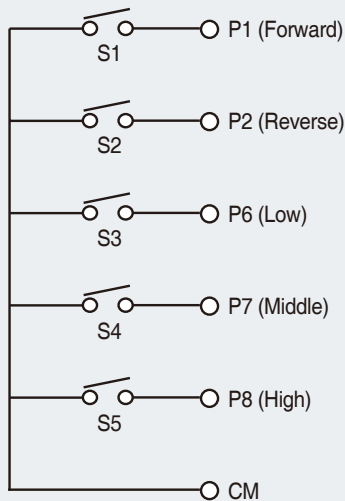 P1 (Forward)
S1
P2 (Reverse)
S2
P6 (Low)
S3
P7 (Middle)
S4
P8 (High)
S5
CM